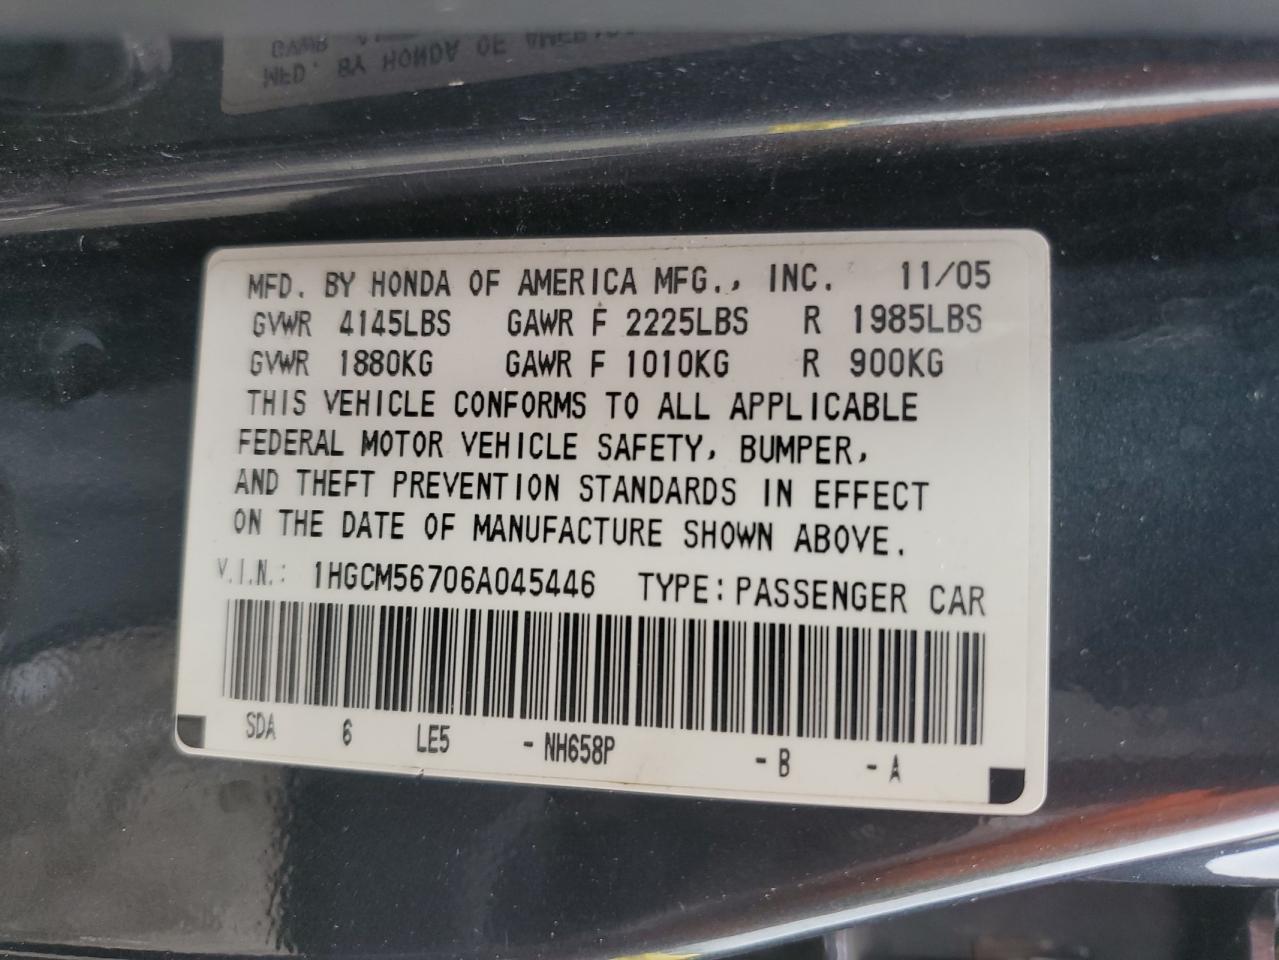 MFD. BY HONDA OF AMERICA MFG., INC. 11/05
GVWR 4145LBS GAWR F 2225LBS R 1985LBS
GVWR 1880KG GAWR F 1010KG R 900KG
THIS VEHICLE CONFORMS TO ALL APPLICABLE
FEDERAL MOTOR VEHICLE SAFETY, BUMPER,
AND THEFT PREVENTION STANDARDS IN EFFECT
ON THE DATE OF MANUFACTURE SHOWN ABOVE.
V.I.N.: 1HGCM56706A045446 TYPE: PASSENGER CAR
SDA 6 LE5 - NH658P - B - A